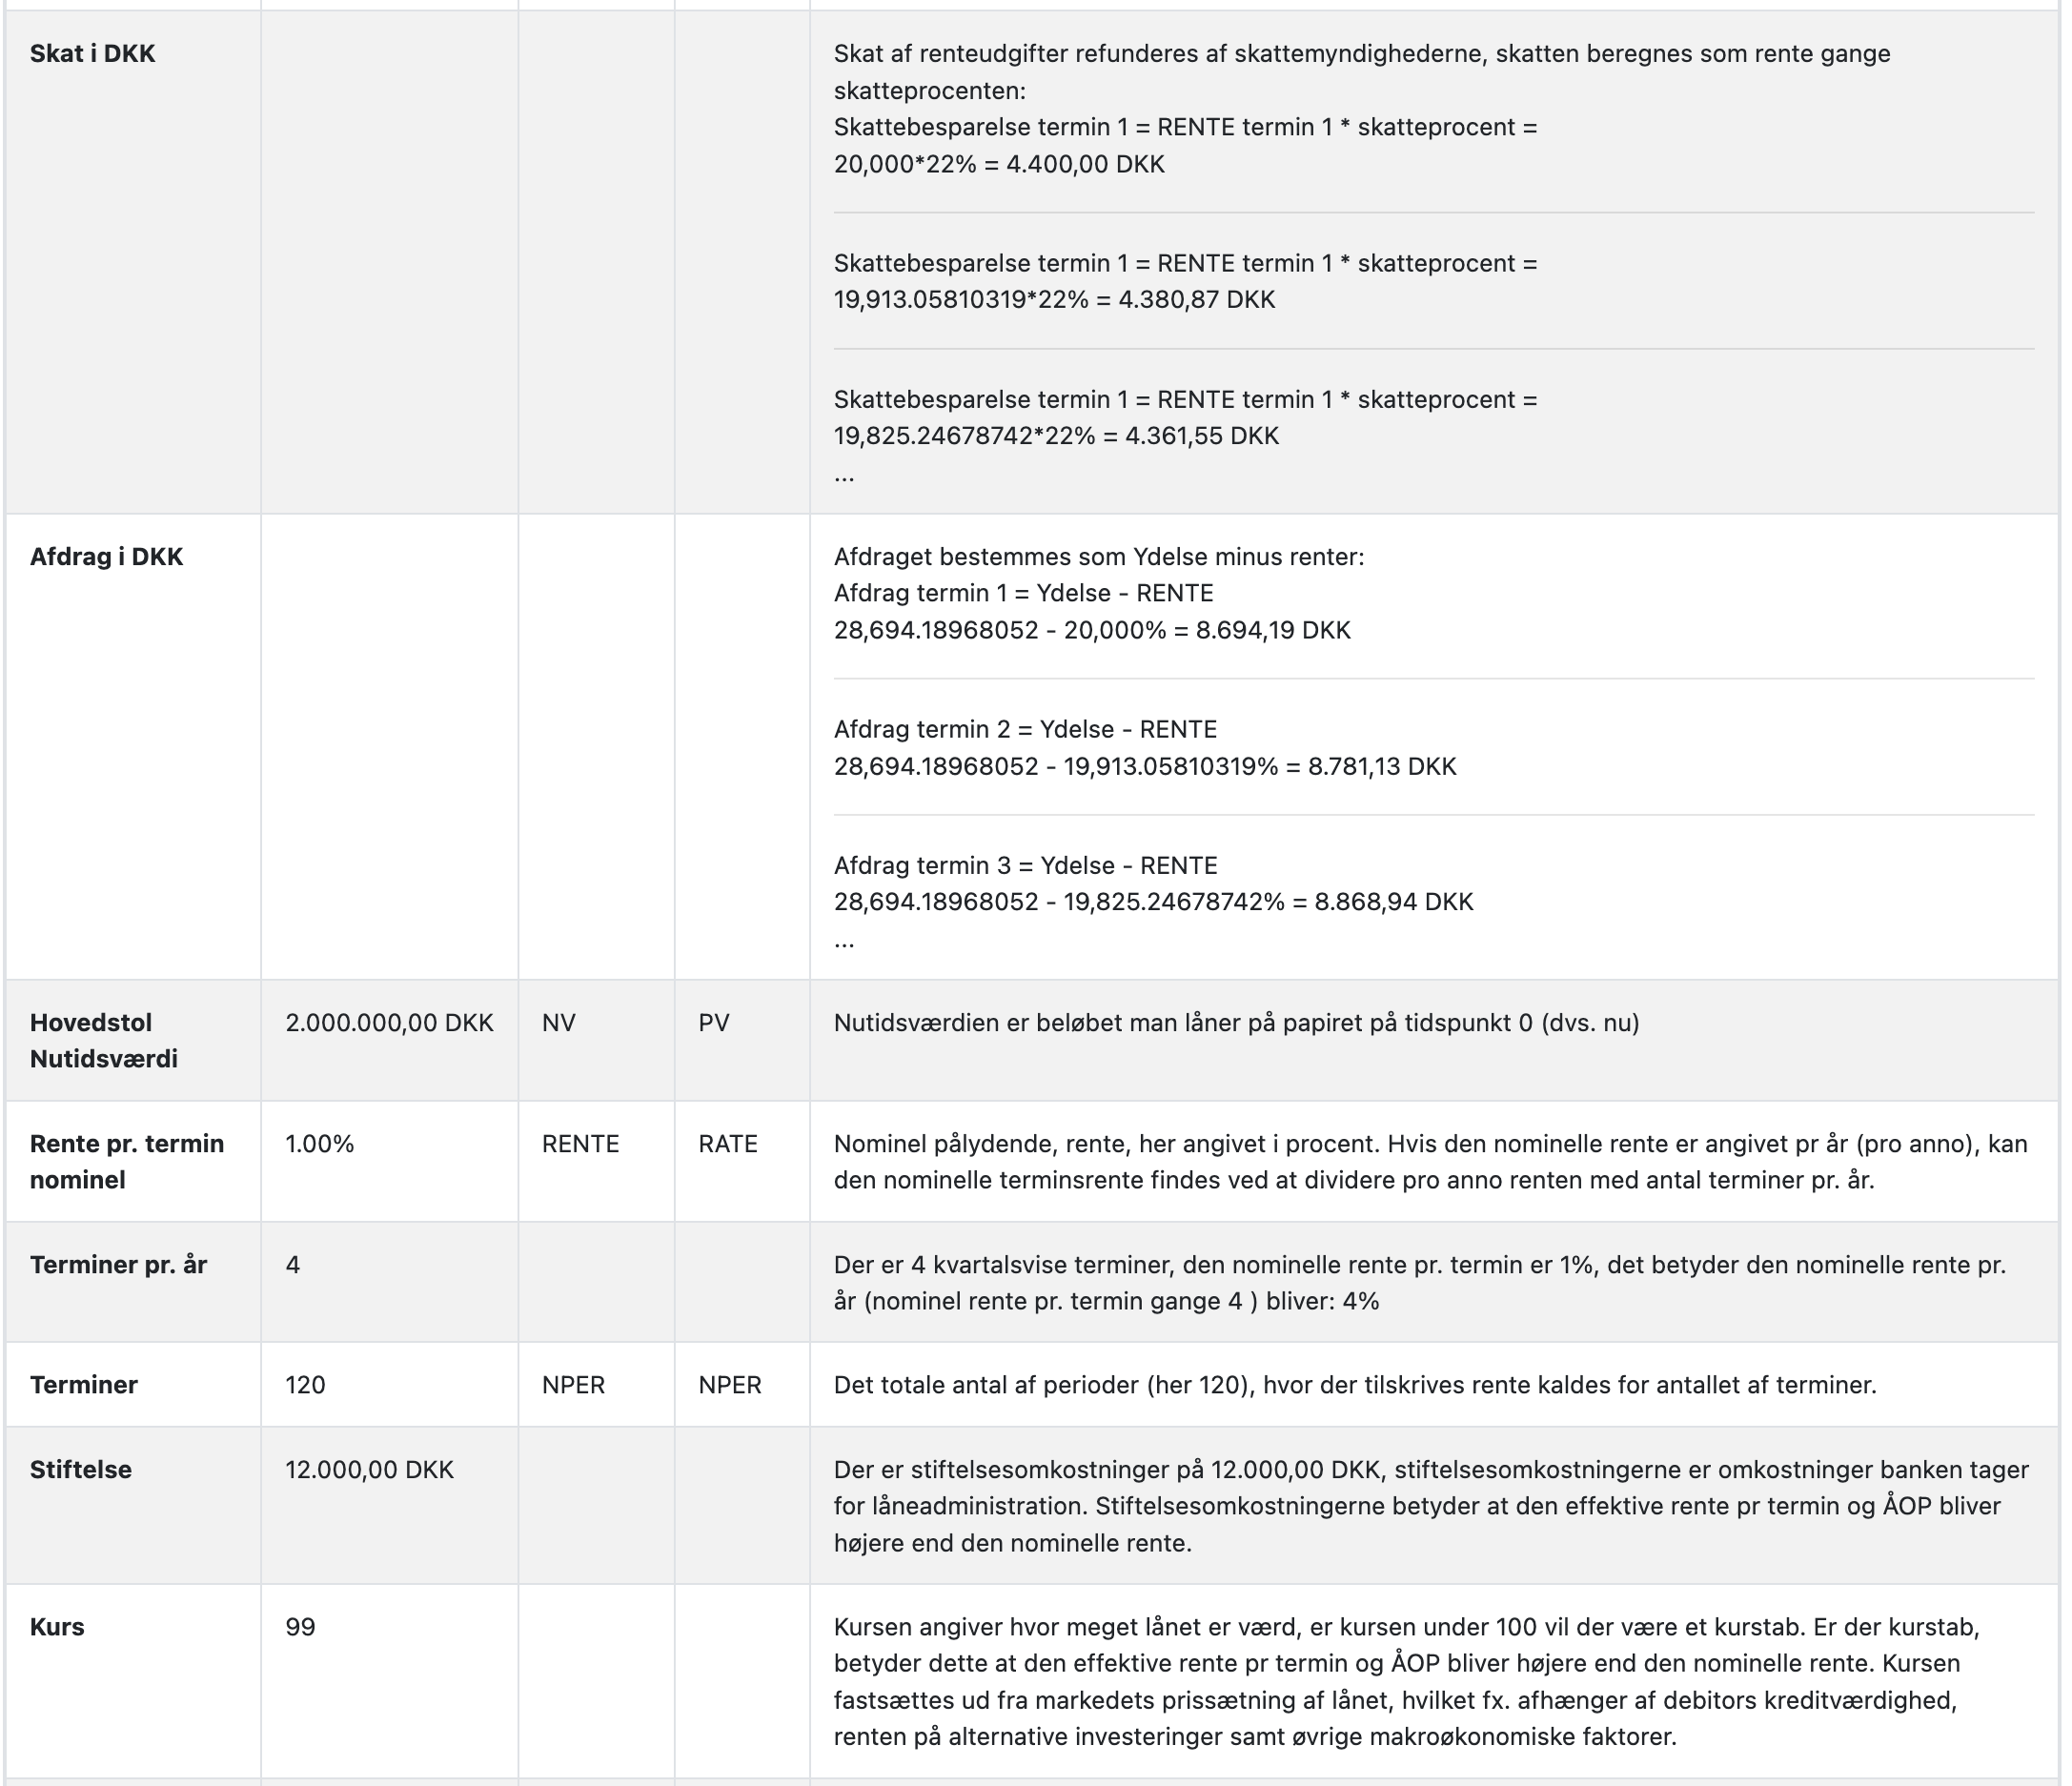 Skat i DKK
Skat af renteudgifter refunderes af skattemyndighederne, skatten beregnes som rente gange
skatteprocenten:
Skattebesparelse termin 1 = RENTE termin 1 * skatteprocent =
20,000*22% = 4.400,00 DKK
Skattebesparelse termin 1 = RENTE termin 1 * skatteprocent =
19,913.05810319*22% = 4.380,87 DKK
Skattebesparelse termin 1 = RENTE termin 1 * skatteprocent =
19,825.24678742*22% = 4.361,55 DKK
...
Afdrag i DKK
Afdraget bestemmes som Ydelse minus renter:
Afdrag termin 1 = Ydelse - RENTE
28,694.18968052 - 20,000% = 8.694,19 DKK
Afdrag termin 2 = Ydelse - RENTE
28,694.18968052 - 19,913.05810319% = 8.781,13 DKK
Afdrag termin 3 = Ydelse - RENTE
28,694.18968052 - 19,825.24678742% = 8.868,94 DKK
...
Hovedstol
Nutidsværdi
2.000.000,00 DKK
NV
PV
Nutidsværdien er beløbet man låner på papiret på tidspunkt 0 (dvs. nu)
Rente pr. termin
nominel
1.00%
RENTE
RATE
Nominel pålydende, rente, her angivet i procent. Hvis den nominelle rente er angivet pr år (pro anno), kan
den nominelle terminsrente findes ved at dividere pro anno renten med antal terminer pr. år.
Terminer pr. år
4
Der er 4 kvartalsvise terminer, den nominelle rente pr. termin er 1%, det betyder den nominelle rente pr.
år (nominel rente pr. termin gange 4 ) bliver: 4%
Terminer
120
NPER
NPER
Det totale antal af perioder (her 120), hvor der tilskrives rente kaldes for antallet af terminer.
Stiftelse
12.000,00 DKK
Der er stiftelsesomkostninger på 12.000,00 DKK, stiftelsesomkostningerne er omkostninger banken tager
for låneadministration. Stiftelsesomkostningerne betyder at den effektive rente pr termin og ÅOP bliver
højere end den nominelle rente.
Kurs
99
Kursen angiver hvor meget lånet er værd, er kursen under 100 vil der være et kurstab. Er der kurstab,
betyder dette at den effektive rente pr termin og ÅOP bliver højere end den nominelle rente. Kursen
fastsættes ud fra markedets prissætning af lånet, hvilket fx. afhænger af debitors kreditværdighed,
renten på alternative investeringer samt øvrige makroøkonomiske faktorer.